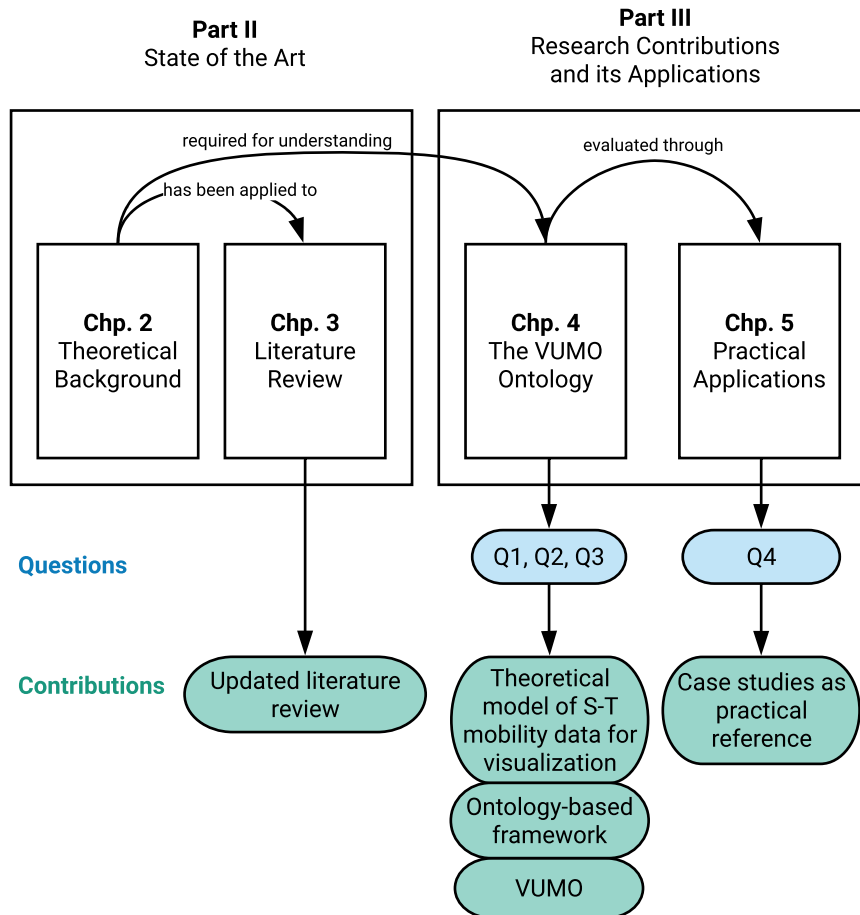 Part II
State of the Art
Part III
Research Contributions
and its Applications
required for understanding
evaluated through
has been applied to
Chp. 2
Theoretical
Background
Chp. 3
Literature
Review
Chp. 4
The VUMO
Ontology
Chp. 5
Practical
Applications
Questions
Q1, Q2, Q3
Q4
Contributions
Updated literature
review
Theoretical
model of S-T
mobility data for
visualization
Ontology-based
framework
VUMO
Case studies as
practical
reference